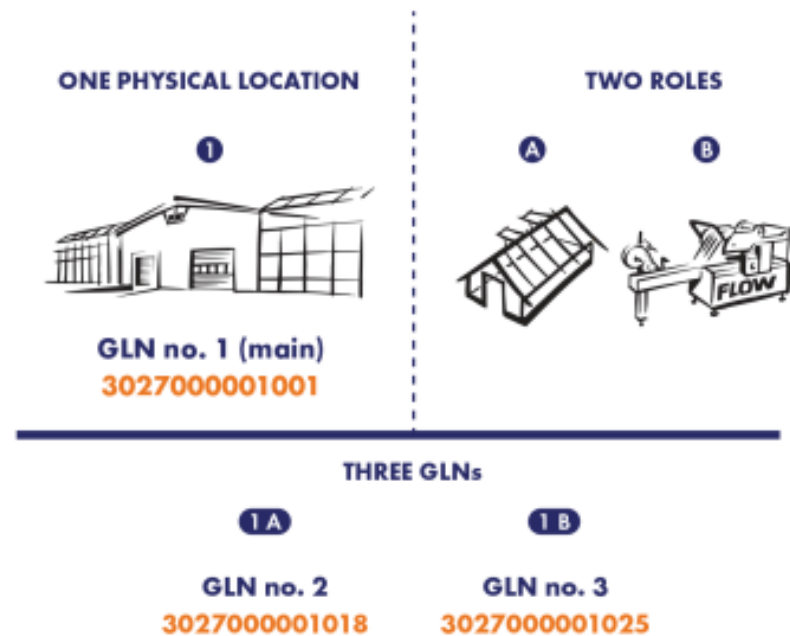 ONE PHYSICAL LOCATION
1
GLN no. 1 (main)
3027000001001
TWO ROLES
A B
FLOW
THREE GLNs
1 A 1 B
GLN no. 2 GLN no. 3
3027000001018 3027000001025